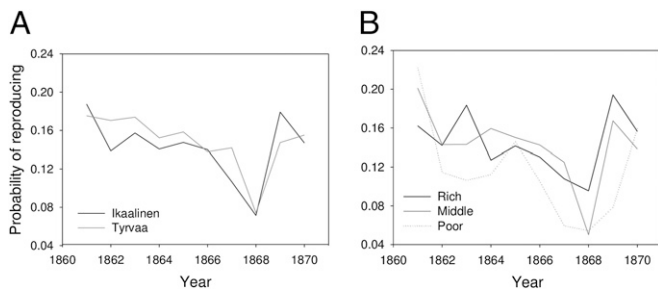 A
B
0.24
0.20
0.16
0.12
0.08
0.04
Probability of reproducing
Ikaalinen
Tyrvaa
1860 1862 1864 1866 1868 1870
Year
0.24
0.20
0.16
0.12
0.08
0.04
Rich
Middle
Poor
1860 1862 1864 1866 1868 1870
Year